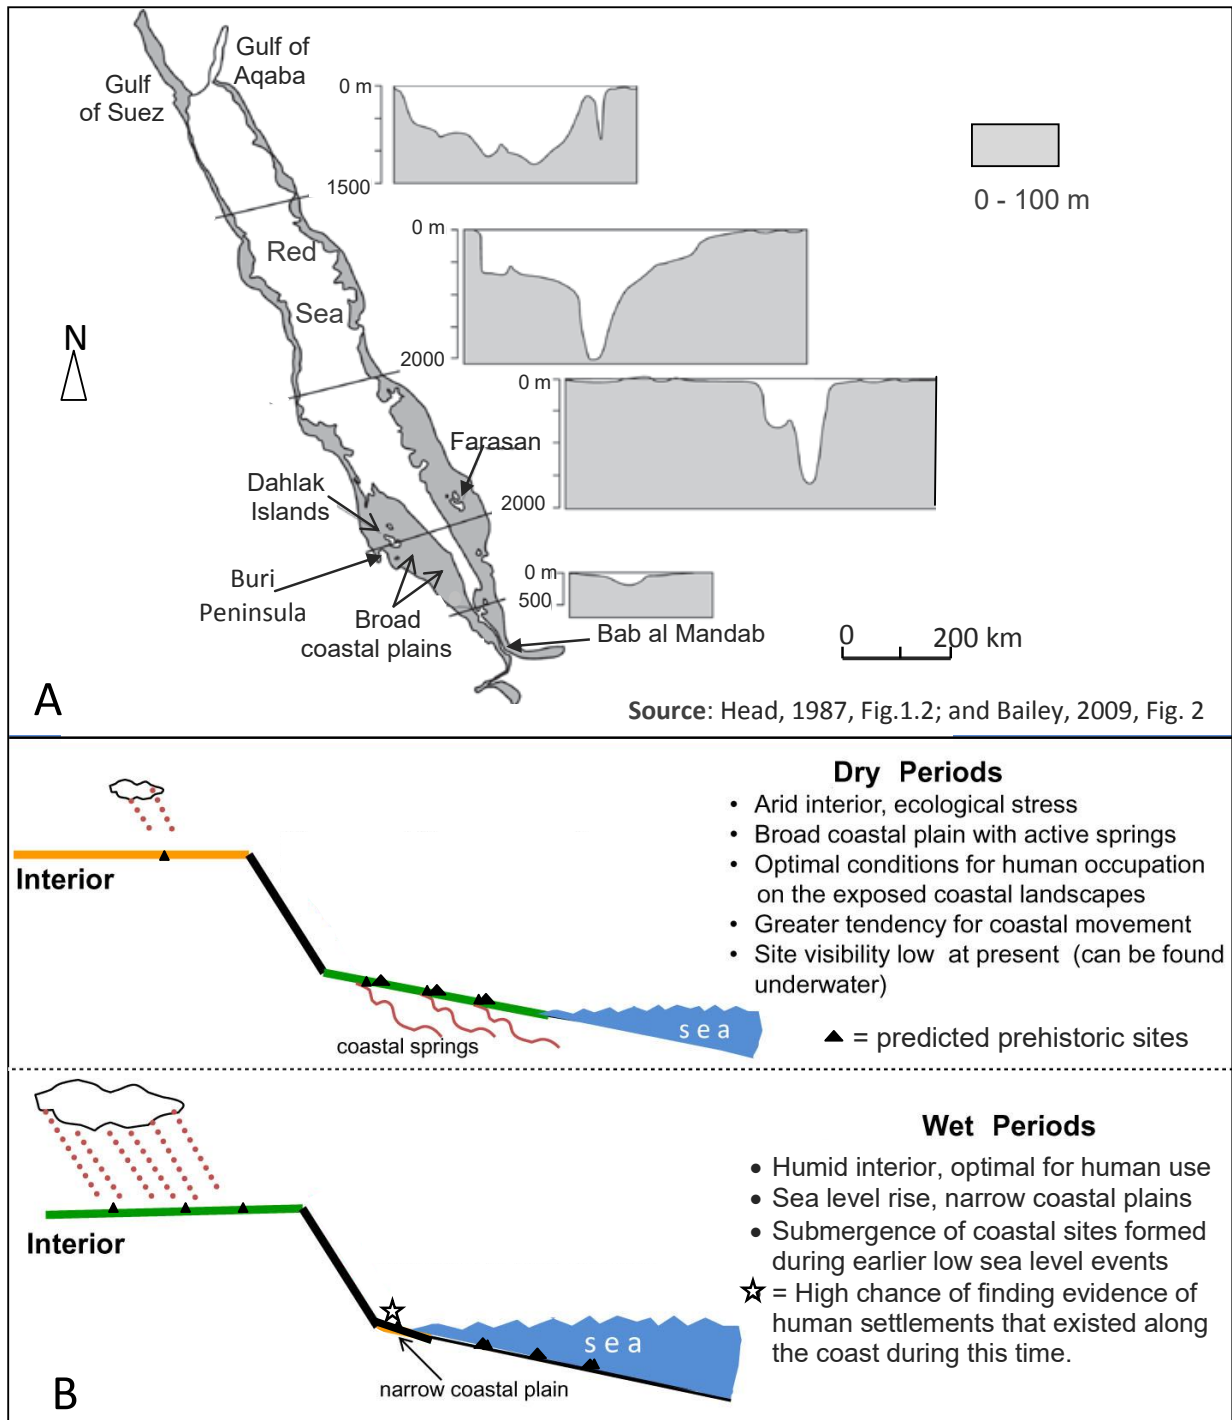 Gulf of
Aqaba
Gulf
of Suez
0 m
1500
0 - 100 m
0 m
Red
Sea
N
2000
0 m
Farasan
Dahlak
Islands
2000
Buri
Peninsula
0 m
500
Broad
coastal plains
Bab al Mandab
0 200 km
A
Source: Head, 1987, Fig.1.2; and Bailey, 2009, Fig. 2
Dry Periods
• Arid interior, ecological stress
• Broad coastal plain with active springs
• Optimal conditions for human occupation
on the exposed coastal landscapes
• Greater tendency for coastal movement
• Site visibility low at present (can be found
underwater)
Interior
sea
coastal springs
= predicted prehistoric sites
Wet Periods
• Humid interior, optimal for human use
• Sea level rise, narrow coastal plains
• Submergence of coastal sites formed
during earlier low sea level events
= High chance of finding evidence of
human settlements that existed along
the coast during this time.
Interior
sea
narrow coastal plain
B